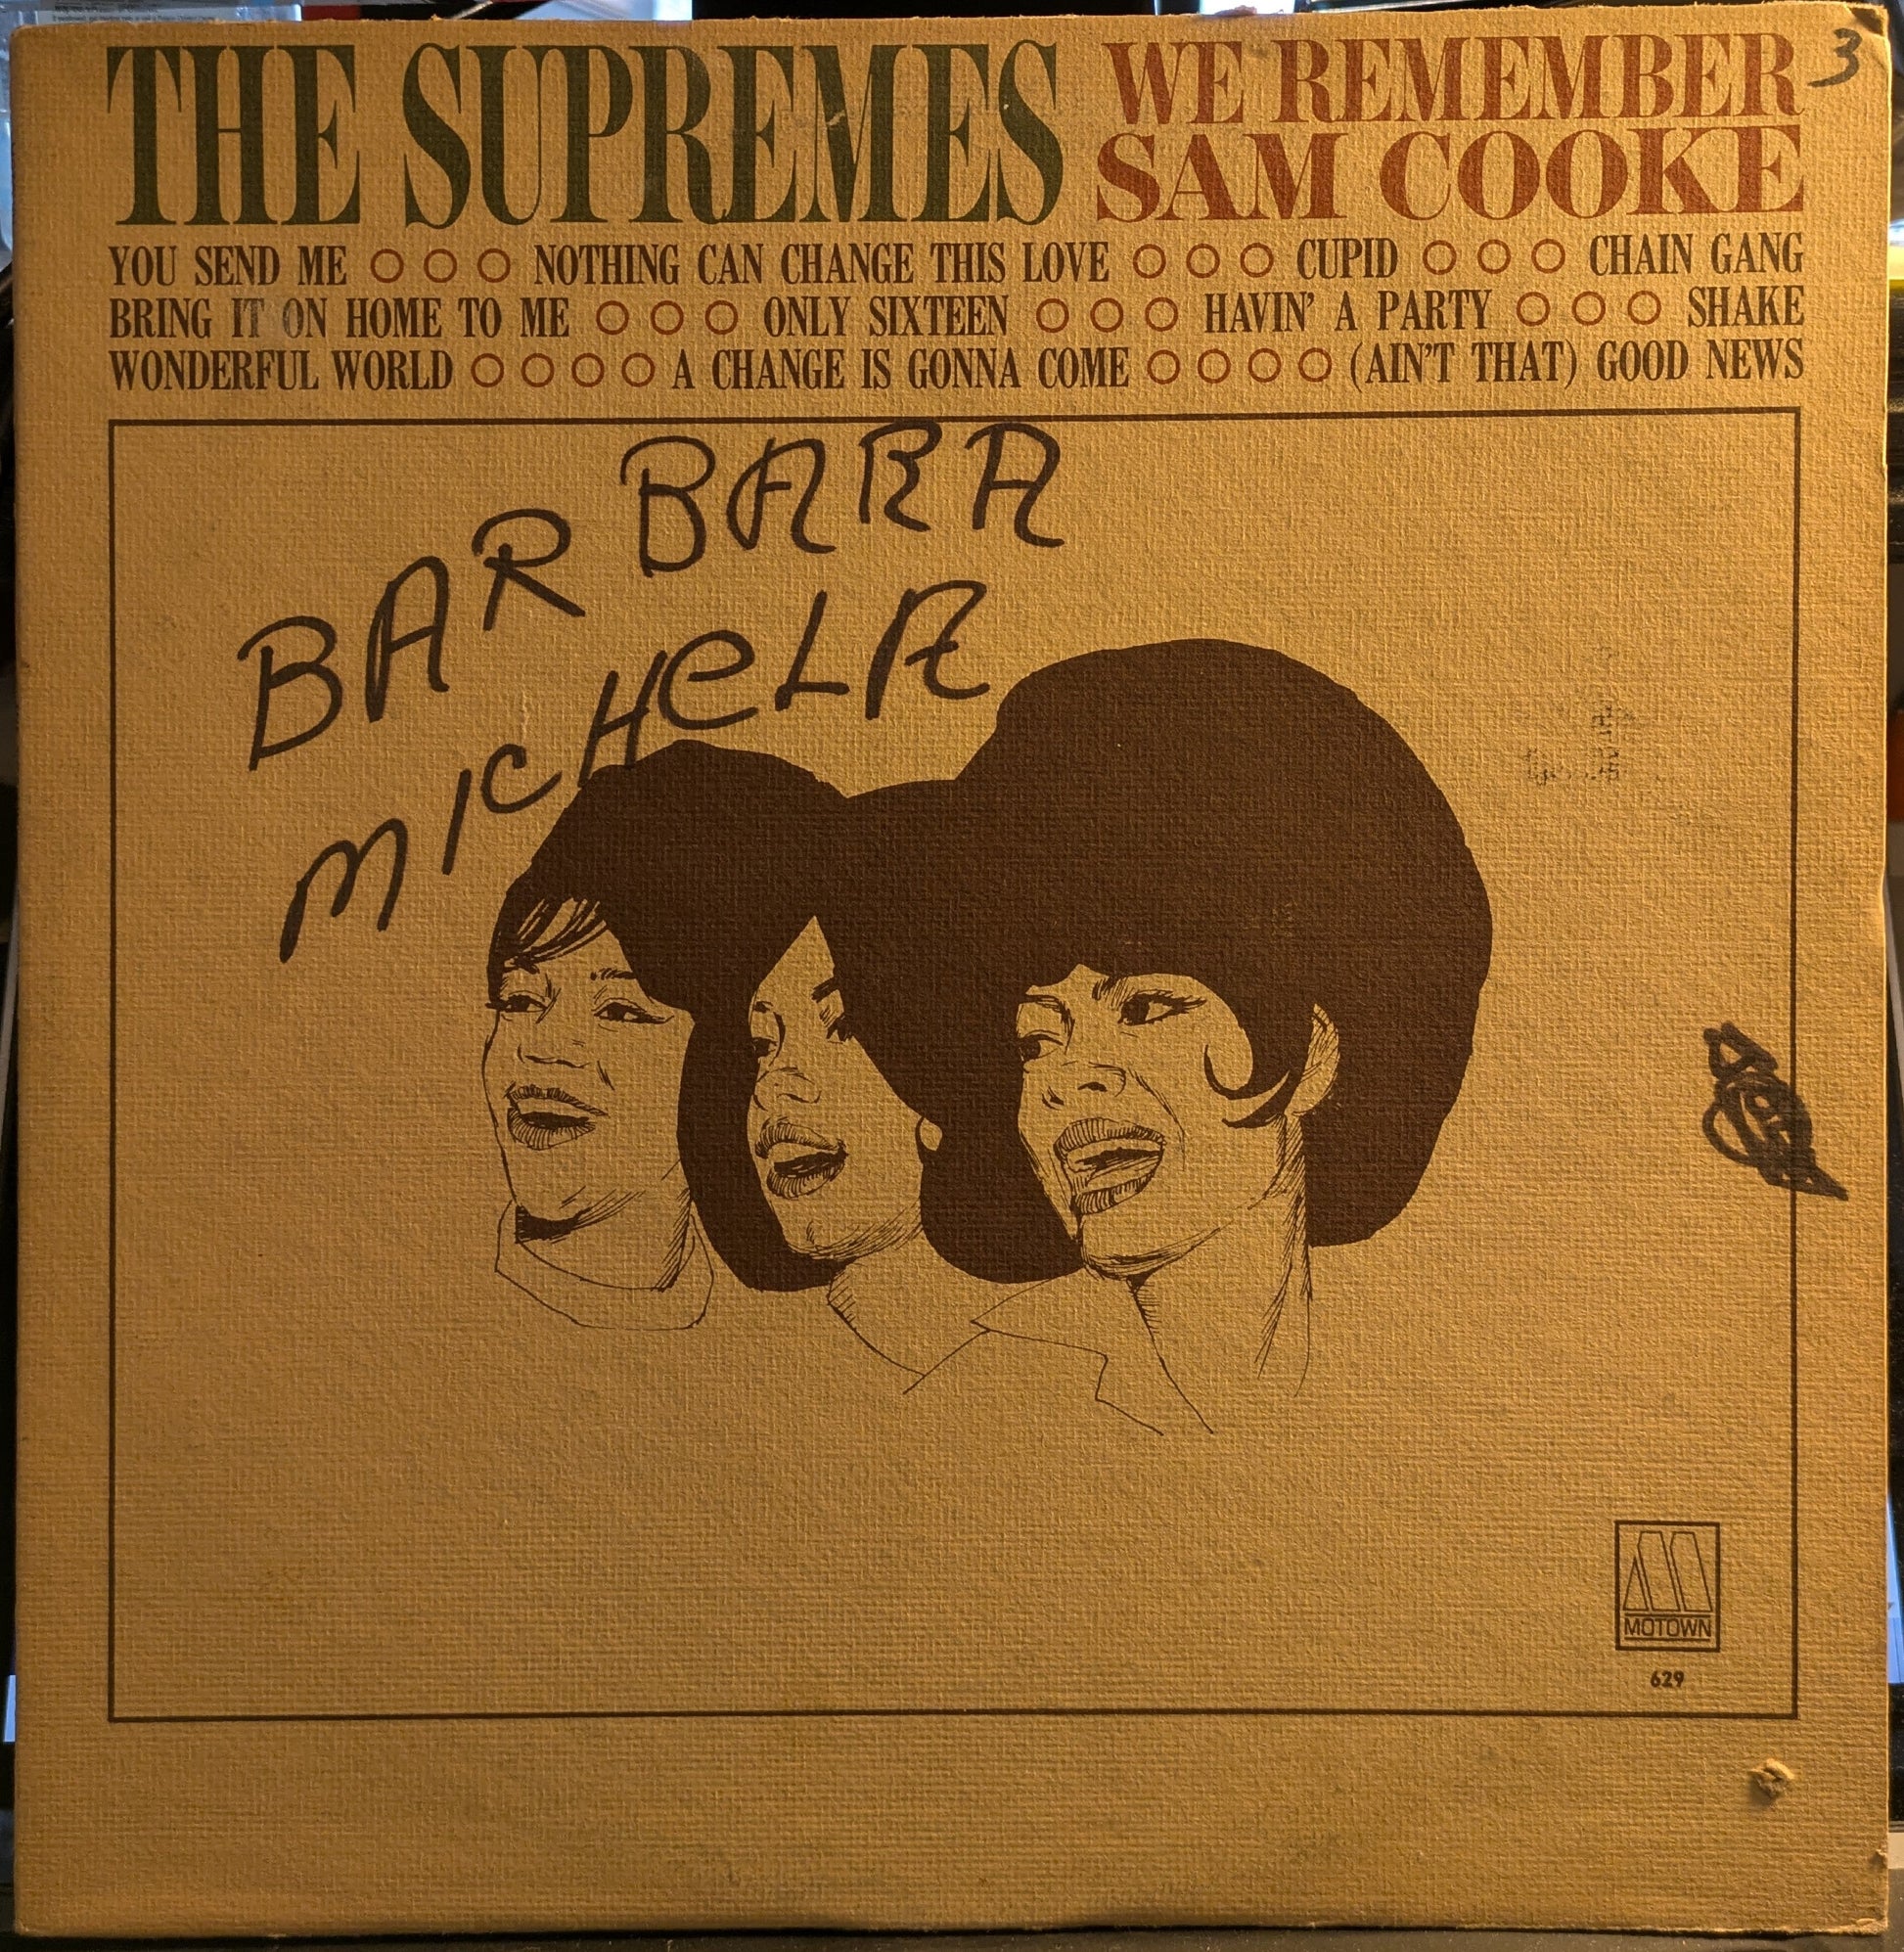 THE SUPREMES WE REMEMBER
SAM COOKE
3
YOU SEND ME ○ ○ ○ NOTHING CAN CHANGE THIS LOVE ○ ○ ○ CUPID ○ ○ ○ CHAIN GANG
BRING IT ON HOME TO ME ○ ○ ○ ONLY SIXTEEN ○ ○ ○ HAVIN' A PARTY ○ ○ ○ SHAKE
WONDERFUL WORLD ○ ○ ○ ○ A CHANGE IS GONNA COME ○ ○ ○ ○ (AIN'T THAT) GOOD NEWS
BARBARA
MOTOWN
629